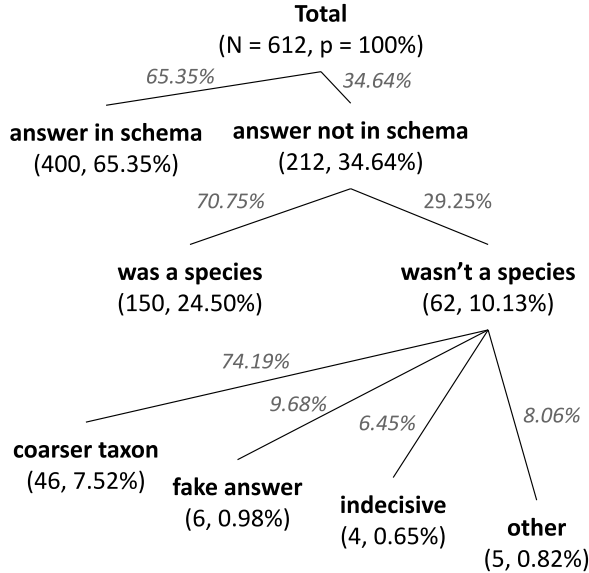 Total
(N = 612, p = 100%)
65.35%
34.64%
answer in schema
(400, 65.35%)
answer not in schema
(212, 34.64%)
70.75%
29.25%
was a species
(150, 24.50%)
wasn't a species
(62, 10.13%)
74.19%
9.68%
6.45%
8.06%
coarser taxon
(46, 7.52%)
fake answer
(6, 0.98%)
indecisive
(4, 0.65%)
other
(5, 0.82%)